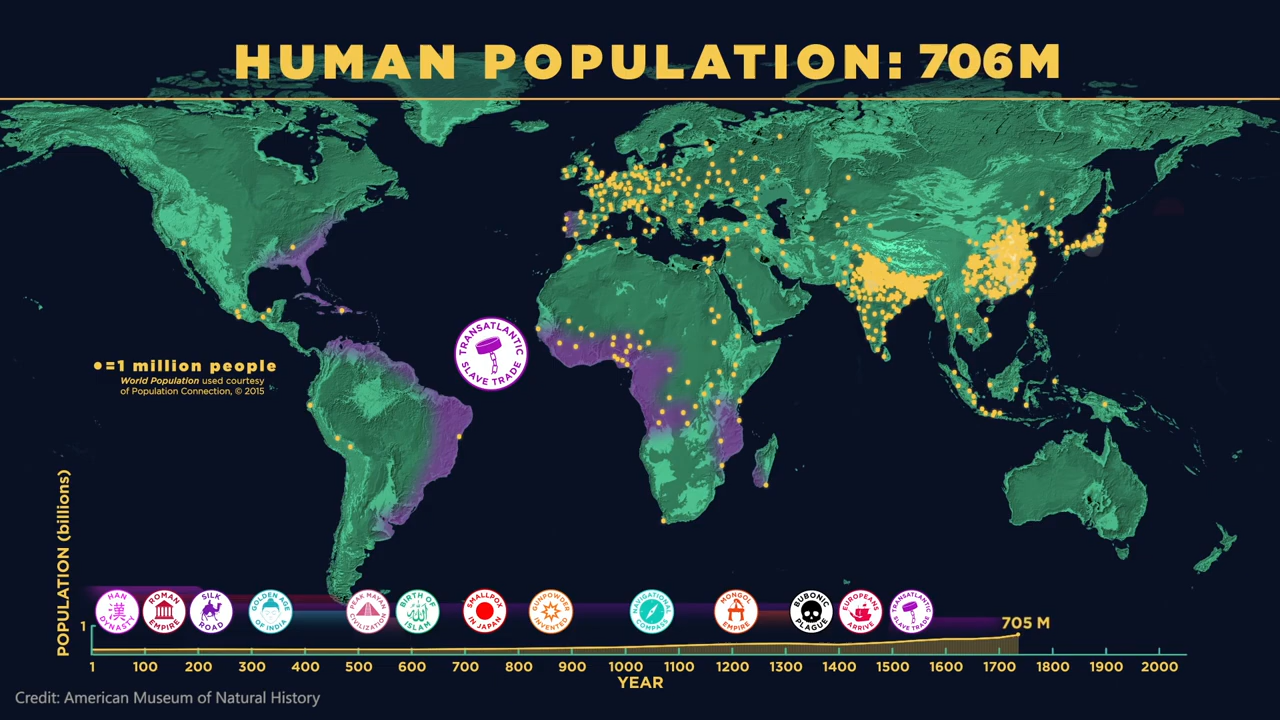 HUMAN POPULATION: 706M
TRANSATLANTIC
SLAVE TRADE
=1 million people
World Population used courtesy
of Population Connection, © 2015
POPULATION (billions)
HAN
漢
DYNASTY
ROMAN
EMPIRE
SILK
ROAD
GOLDEN AGE
OF INDIA
PEAK MAYAN
CIVILIZATION
BIRTH OF
ISLAM
SMALLPOX
IN JAPAN
GUNPOWDER
INVENTED
NAVIGATIONAL
COMPASS
MONGOL
EMPIRE
BUBONIC
PLAGUE
EUROPEANS
ARRIVE
TRANSATLANTIC
SLAVE TRADE
1
705 M
1 100 200 300 400 500 600 700 800 900 1000 1100 1200 1300 1400 1500 1600 1700 1800 1900 2000
YEAR
Credit: American Museum of Natural History